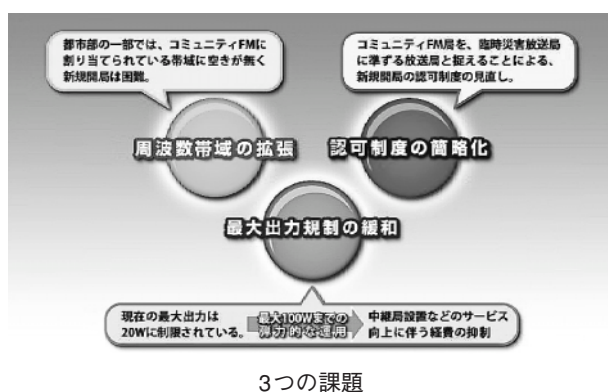 都市部の一部では、コミュニティFMに
割り当てられている帯域に空きが無く
新規開局は困難。
コミュニティFM局を、臨時災害放送局
に準ずる放送局と捉えることによる、
新規開局の認可制度の見直し。
周波数帯域の拡張
認可制度の簡略化
最大出力規制の緩和
現在の最大出力は
20Wに制限されている。
最大100Wまでの
弾力的な運用
中継局設置などのサービス
向上に伴う経費の抑制
3つの課題